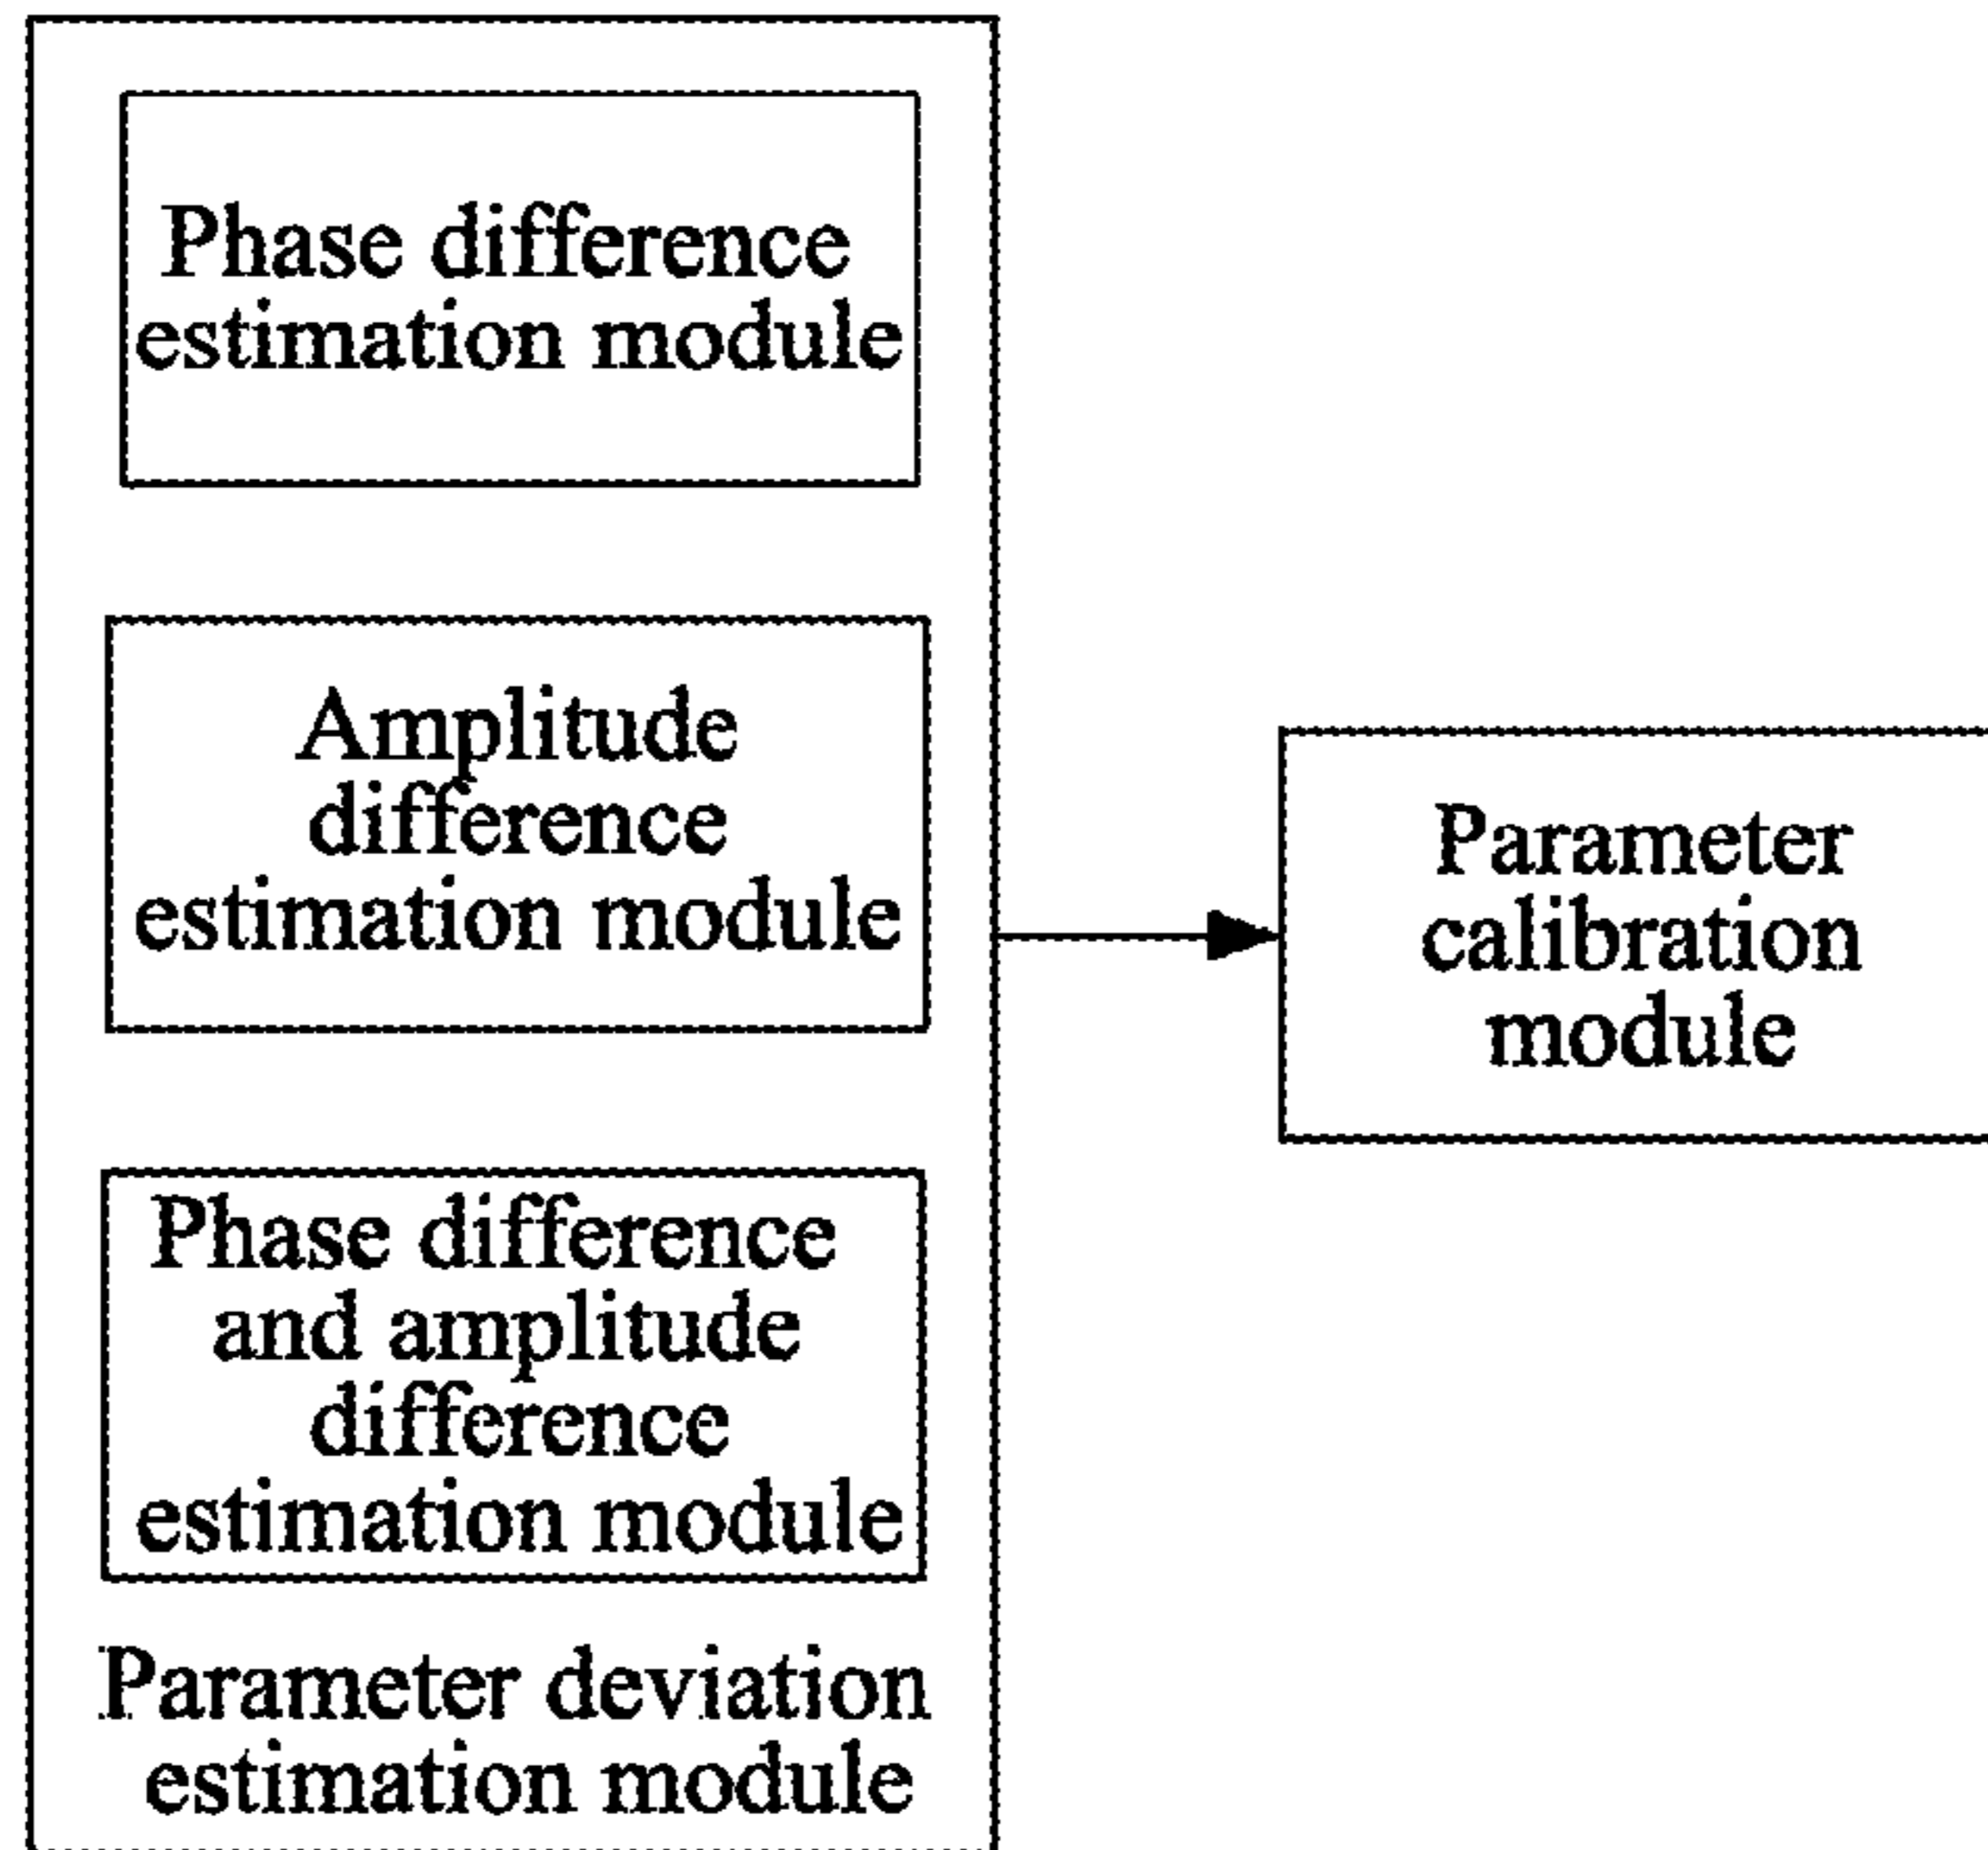 Phase difference
estimation module
Amplitude
difference
estimation module
Phase difference
and amplitude
difference
estimation module
Parameter deviation
estimation module
Parameter
calibration
module